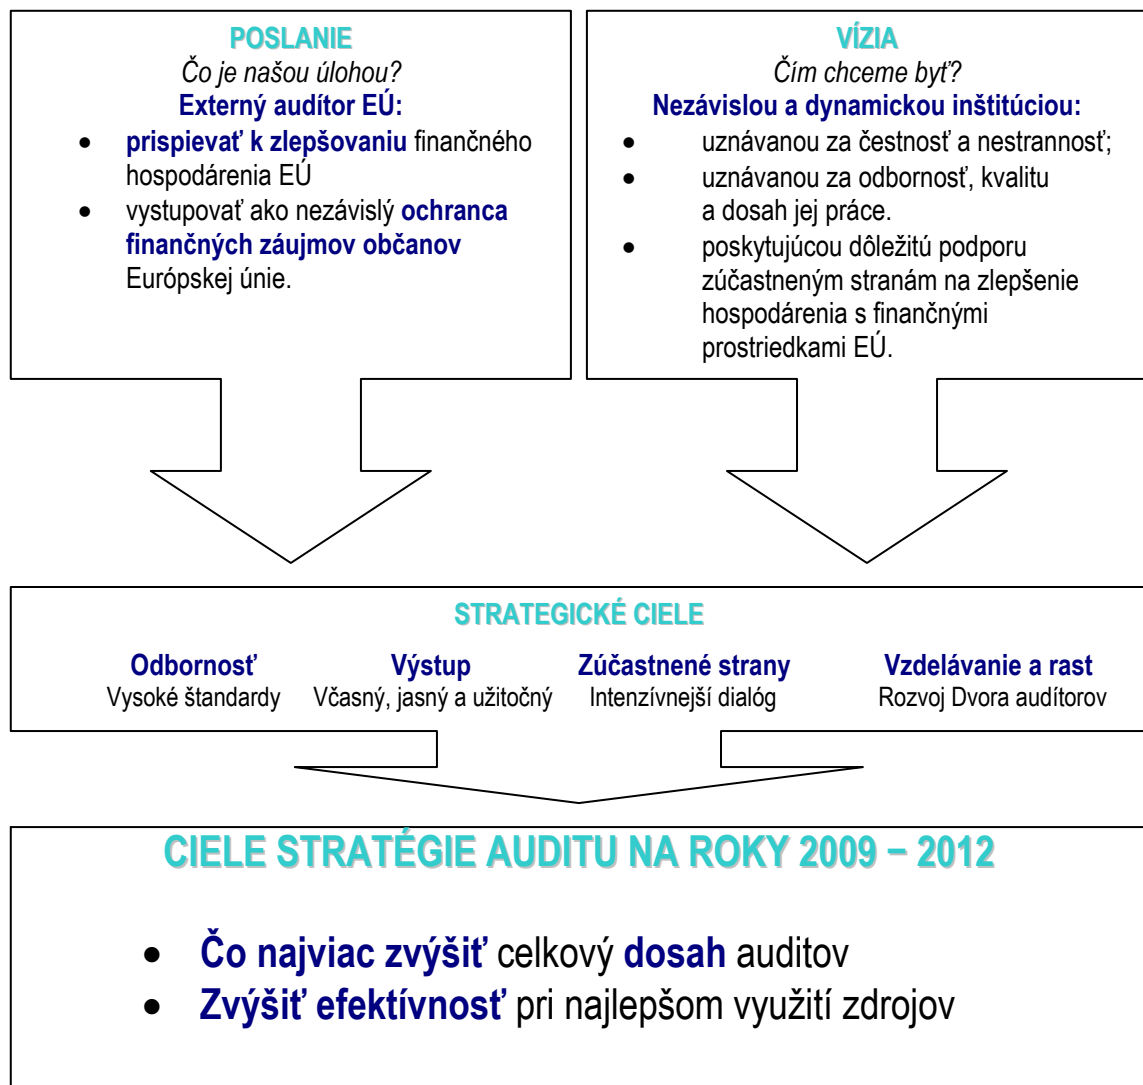 POSLANIE
Čo je našou úlohou?
Externý audítor EÚ:
• prispievať k zlepšovaniu finančného
hospodárenia EÚ
• vystupovať ako nezávislý ochranca
finančných záujmov občanov
Európskej únie.
VÍZIA
Čím chceme byť?
Nezávislou a dynamickou inštitúciou:
• uznávanou za čestnosť a nestrannosť;
• uznávanou za odbornosť, kvalitu
a dosah jej práce.
• poskytujúcou dôležitú podporu
zúčastneným stranám na zlepšenie
hospodárenia s finančnými
prostriedkami EÚ.
STRATEGICKÉ CIELE
Odbornosť
Vysoké štandardy
Výstup
Včasný, jasný a užitočný
Zúčastnené strany
Intenzívnejší dialóg
Vzdelávanie a rast
Rozvoj Dvora audítorov
CIELE STRATÉGIE AUDITU NA ROKY 2009 – 2012
• Čo najviac zvýšiť celkový dosah auditov
• Zvýšiť efektívnosť pri najlepšom využití zdrojov